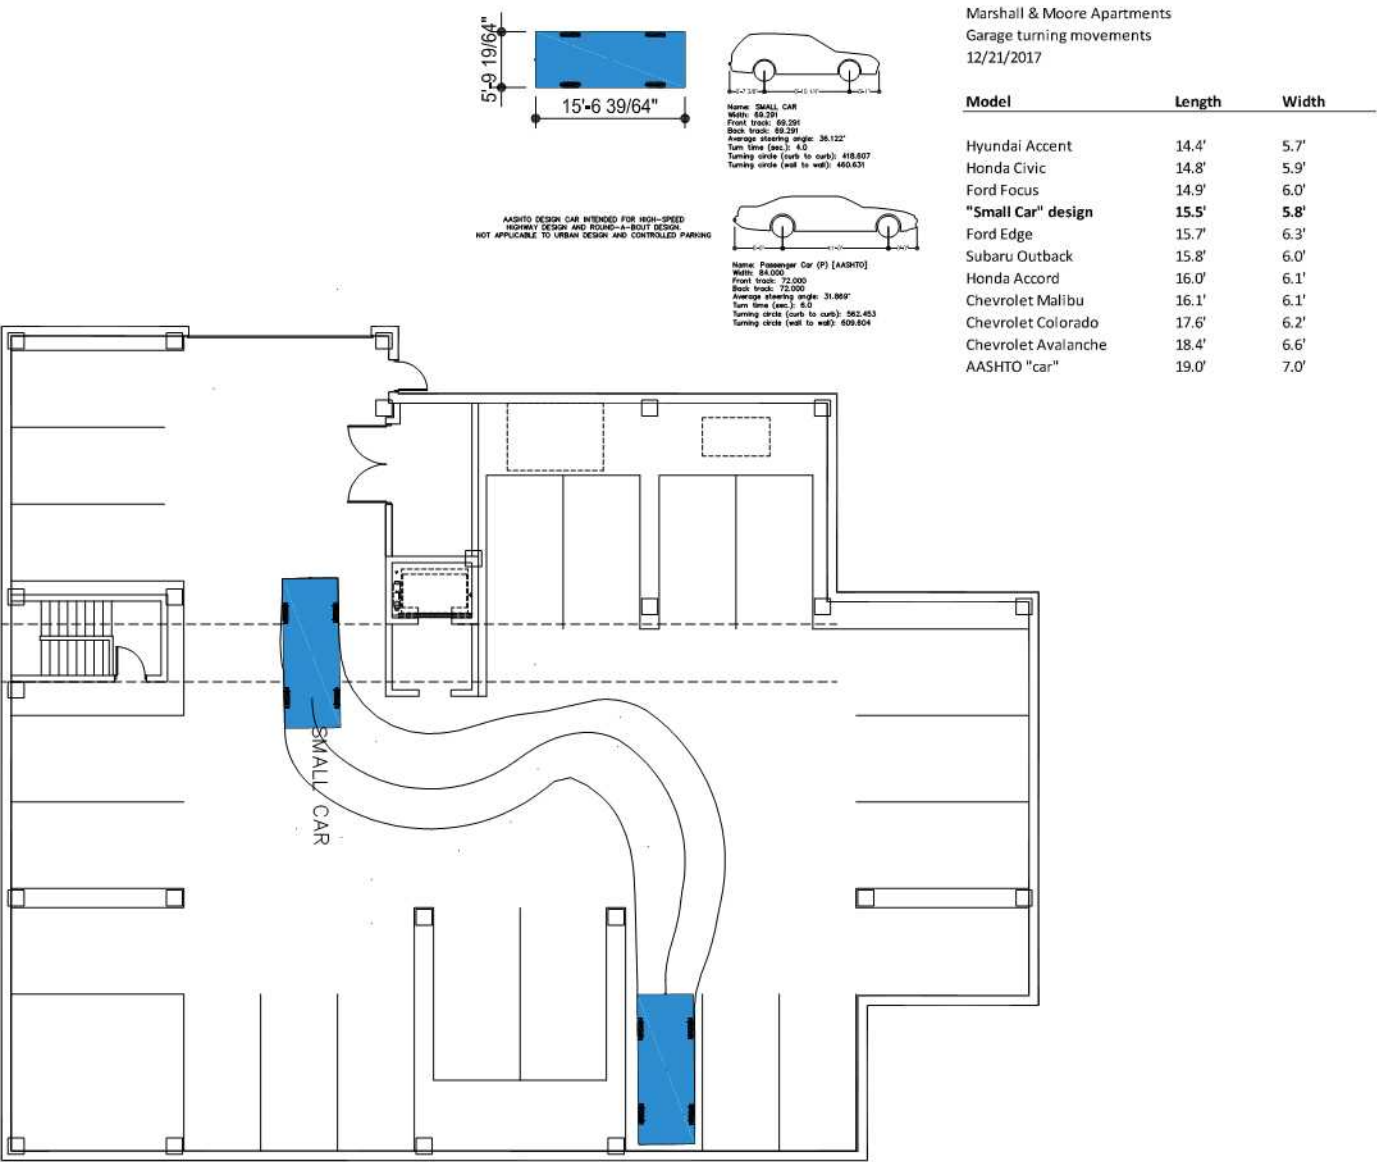 5'-9 19/64"
15'-6 39/64"
Name: SMALL CAR
Width: 69.291
Front track: 69.291
Back track: 69.291
Average steering angle: 36.122°
Turn time (sec.): 4.0
Turning circle (curb to curb): 418.607
Turning circle (wall to wall): 460.631
AASHTO DESIGN CAR INTENDED FOR HIGH-SPEED
HIGHWAY DESIGN AND ROUND-A-BOUT DESIGN.
NOT APPLICABLE TO URBAN DESIGN AND CONTROLLED PARKING
Name: Passenger Car (P) [AASHTO]
Width: 84.000
Front track: 72.000
Back track: 72.000
Average steering angle: 31.869°
Turn time (sec.): 6.0
Turning circle (curb to curb): 562.453
Turning circle (wall to wall): 609.604
Marshall & Moore Apartments
Garage turning movements
12/21/2017
Model Length Width
Hyundai Accent 14.4' 5.7'
Honda Civic 14.8' 5.9'
Ford Focus 14.9' 6.0'
"Small Car" design 15.5' 5.8'
Ford Edge 15.7' 6.3'
Subaru Outback 15.8' 6.0'
Honda Accord 16.0' 6.1'
Chevrolet Malibu 16.1' 6.1'
Chevrolet Colorado 17.6' 6.2'
Chevrolet Avalanche 18.4' 6.6'
AASHTO "car" 19.0' 7.0'
SMALL CAR